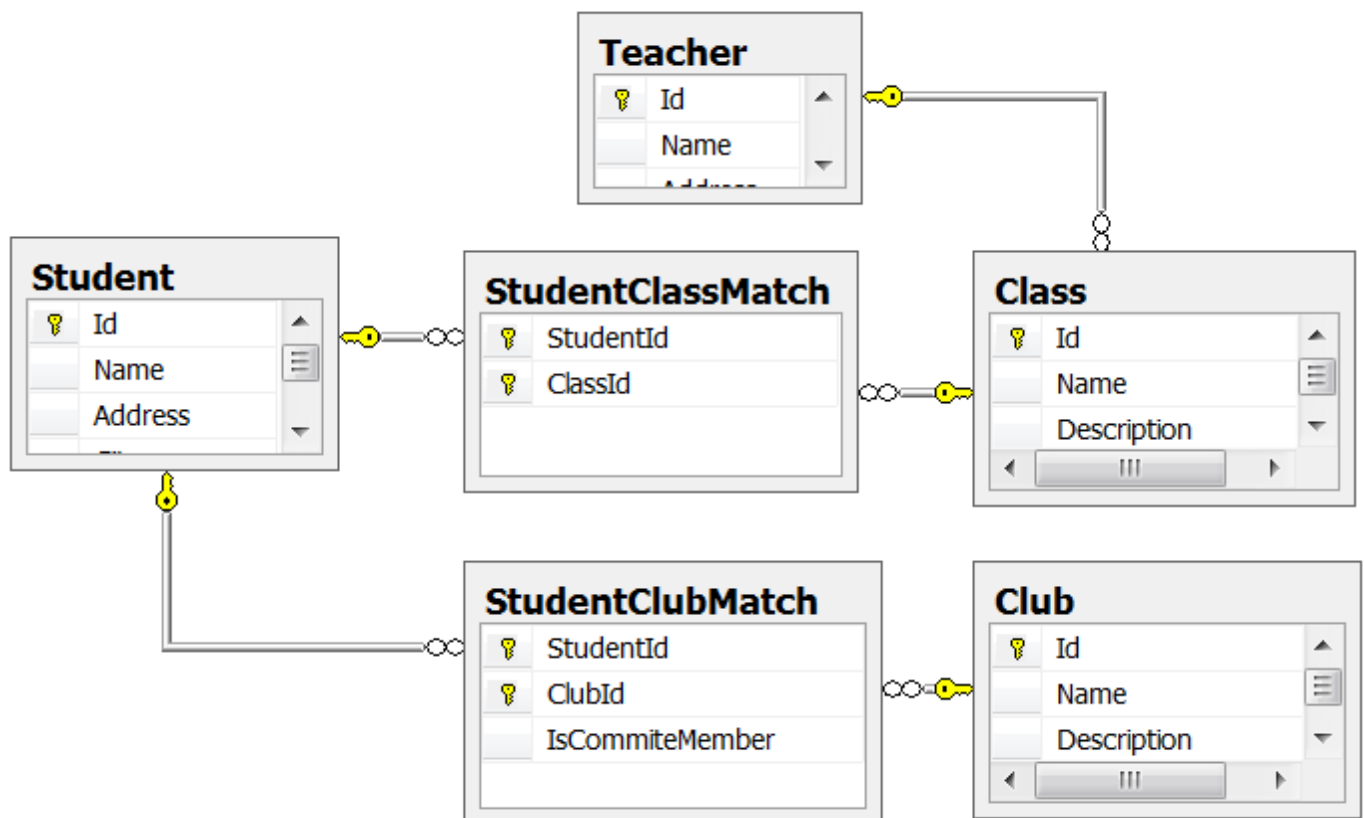 Teacher
Id
Name
Student
Id
Name
Address
StudentClassMatch
StudentId
ClassId
Class
Id
Name
Description
StudentClubMatch
StudentId
ClubId
IsCommiteMember
Club
Id
Name
Description